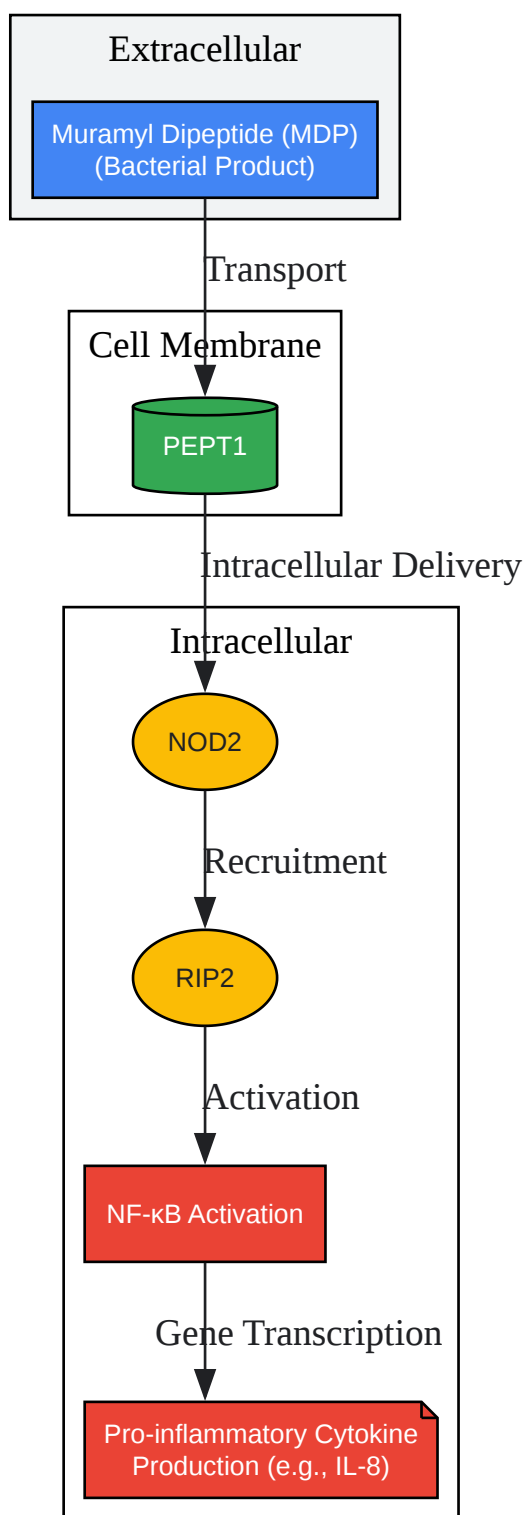 Extracellular
Muramyl Dipeptide (MDP)
(Bacterial Product)
Transport
Cell Membrane
PEPT1
Intracellular Delivery
Intracellular
NOD2
Recruitment
RIP2
Activation
NF-κB Activation
Gene Transcription
Pro-inflammatory Cytokine
Production (e.g., IL-8)